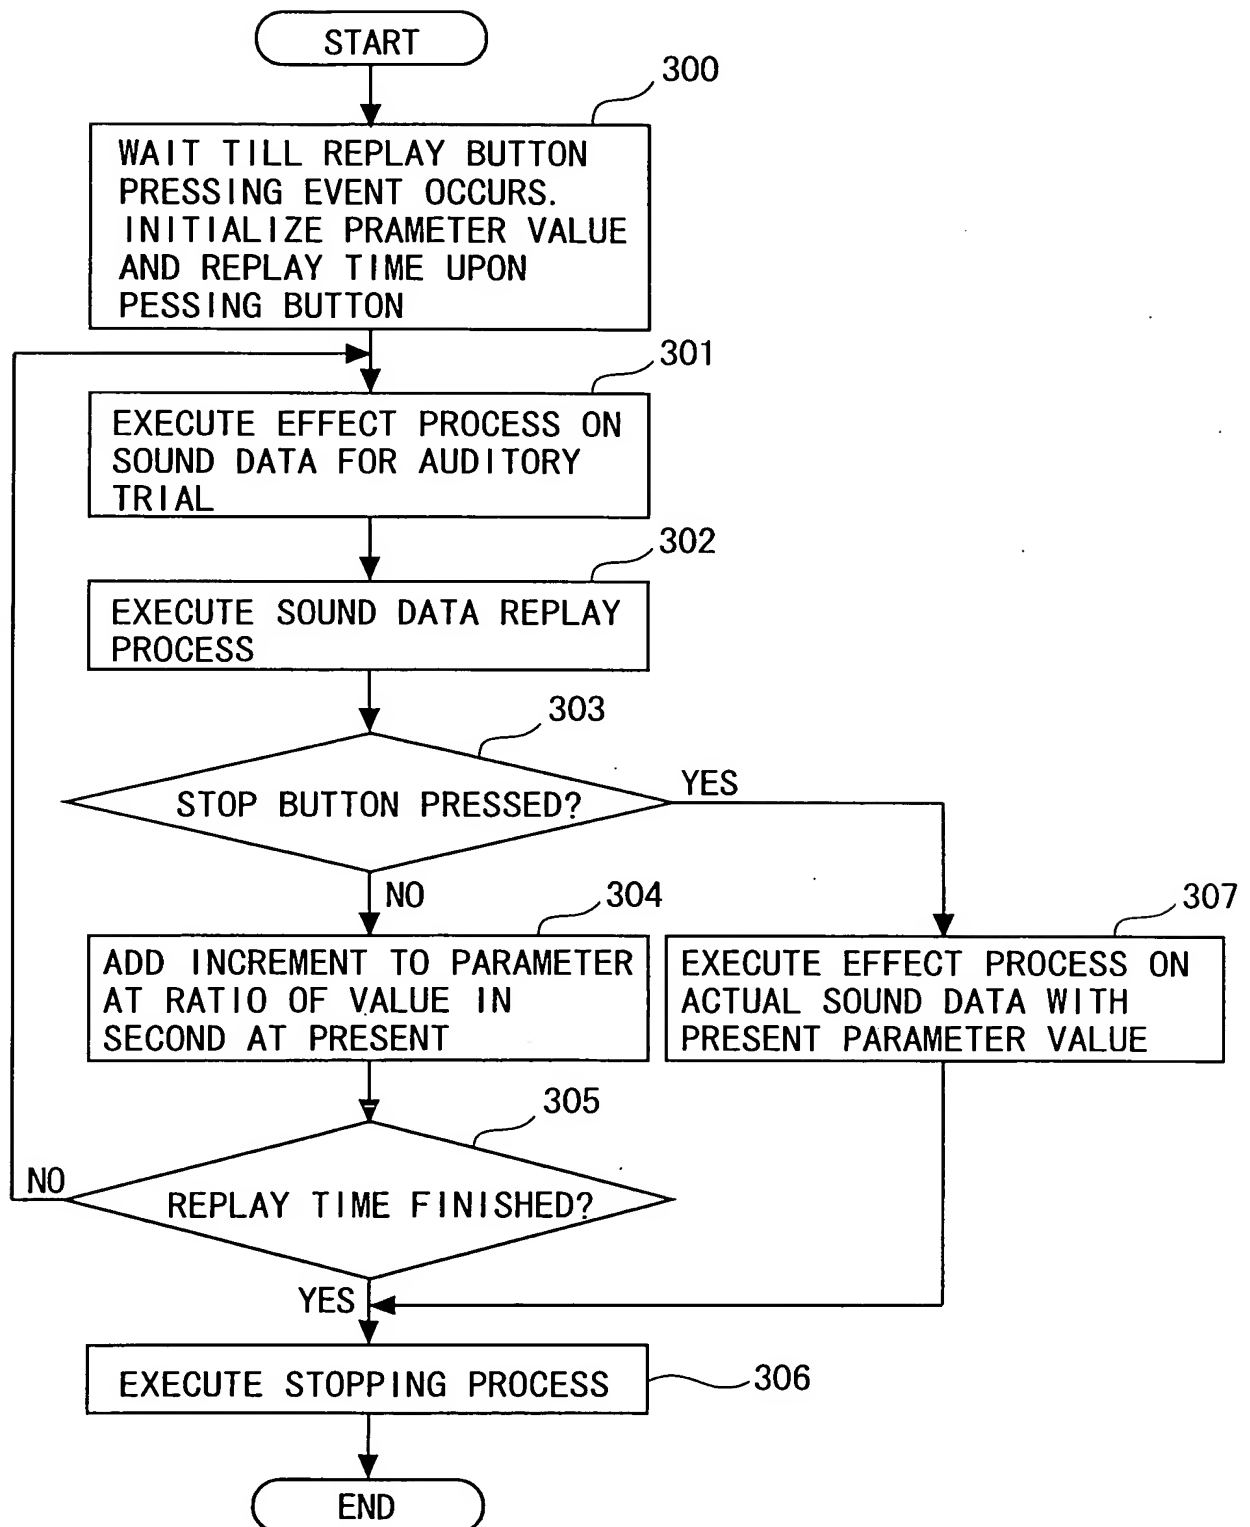 START
300
WAIT TILL REPLAY BUTTON
PRESSING EVENT OCCURS.
INITIALIZE PRAMETER VALUE
AND REPLAY TIME UPON
PESSING BUTTON
301
EXECUTE EFFECT PROCESS ON
SOUND DATA FOR AUDITORY
TRIAL
302
EXECUTE SOUND DATA REPLAY
PROCESS
303
STOP BUTTON PRESSED?
YES
NO
304
ADD INCREMENT TO PARAMETER
AT RATIO OF VALUE IN
SECOND AT PRESENT
307
EXECUTE EFFECT PROCESS ON
ACTUAL SOUND DATA WITH
PRESENT PARAMETER VALUE
305
REPLAY TIME FINISHED?
NO
YES
EXECUTE STOPPING PROCESS
306
END